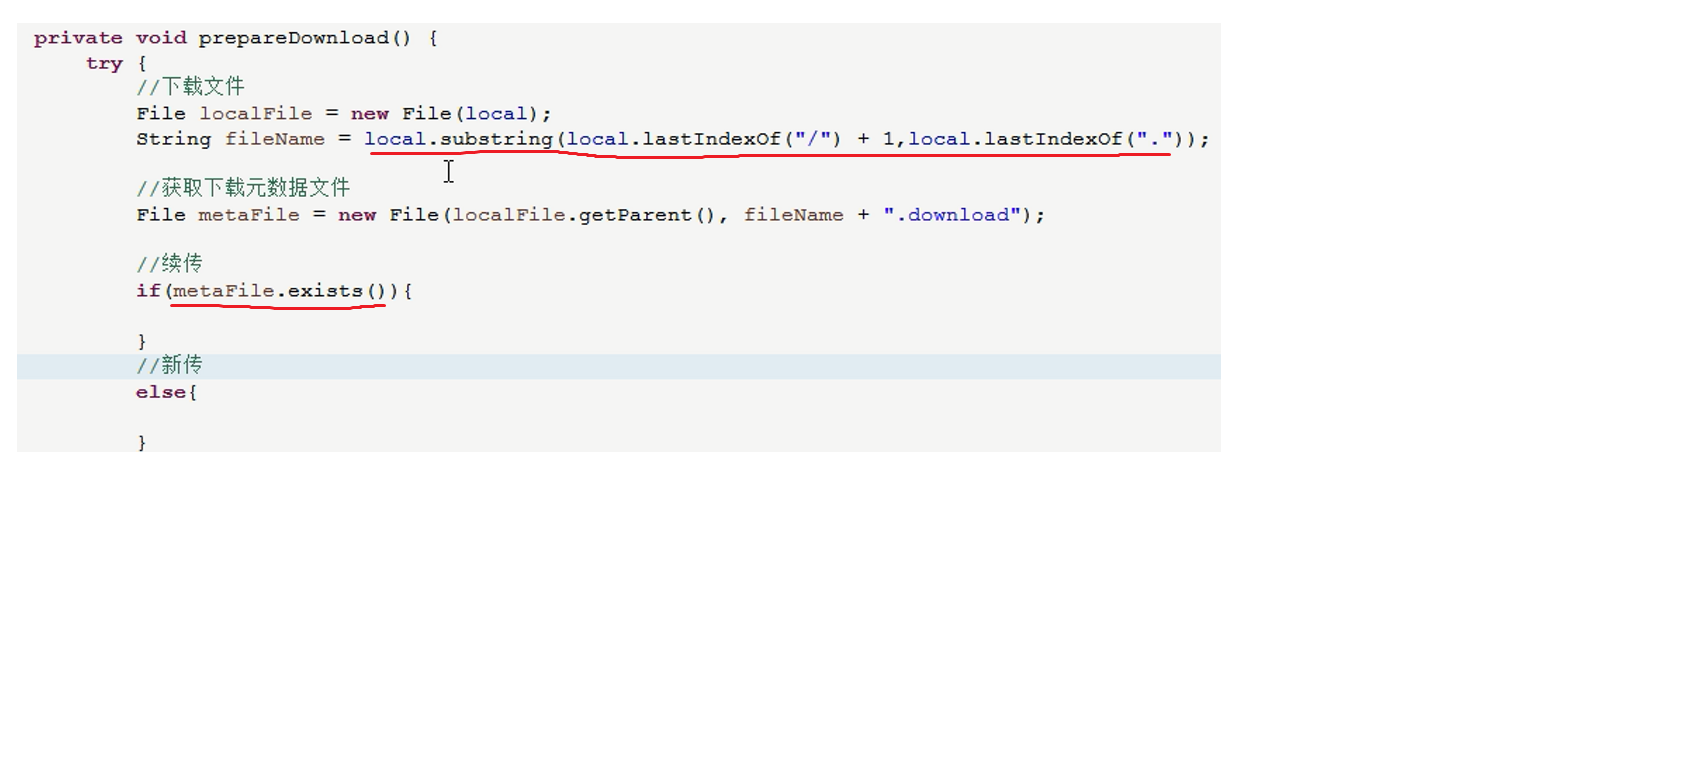 private void prepareDownload() {
try {
//下载文件
File localFile = new File(local);
String fileName = local.substring(local.lastIndexOf("/") + 1,local.lastIndexOf("."));
//获取下载元数据文件
File metaFile = new File(localFile.getParent(), fileName + ".download");
//续传
if(metaFile.exists()){
}
//新传
else{
}